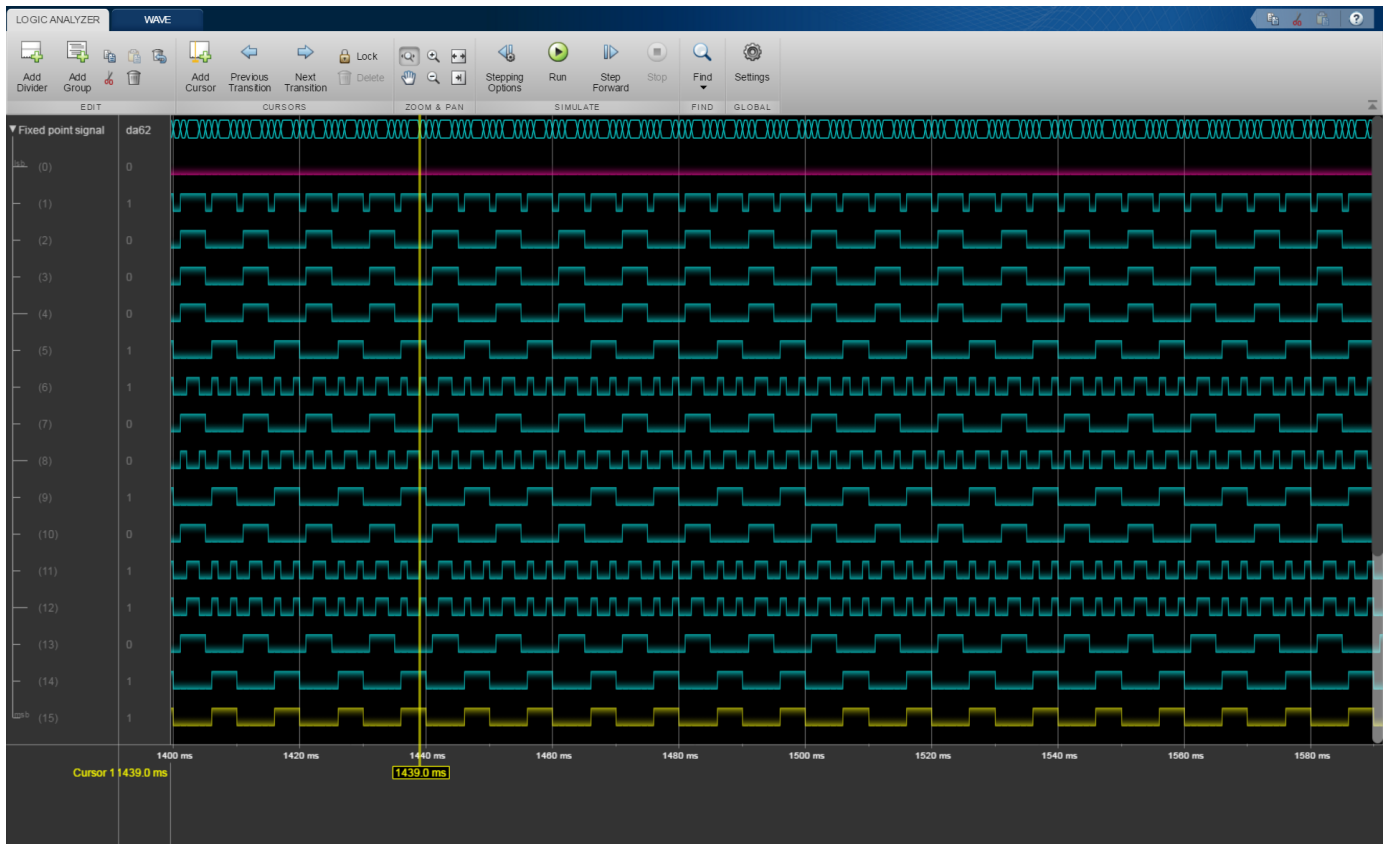 LOGIC ANALYZER WAVE
?
Add Divider
Add Group
Add Cursor
Previous Transition
Next Transition
Lock
Delete
Stepping Options
Run
Step Forward
Stop
Find
Settings
EDIT CURSORS ZOOM & PAN SIMULATE FIND GLOBAL
Fixed point signal da62
lsb (0) 0
(1) 1
(2) 0
(3) 0
(4) 0
(5) 1
(6) 1
(7) 0
(8) 0
(9) 1
(10) 0
(11) 1
(12) 1
(13) 0
(14) 1
msb (15) 1
1400 ms 1420 ms 1440 ms 1460 ms 1480 ms 1500 ms 1520 ms 1540 ms 1560 ms 1580 ms
Cursor 1 1439.0 ms 1439.0 ms